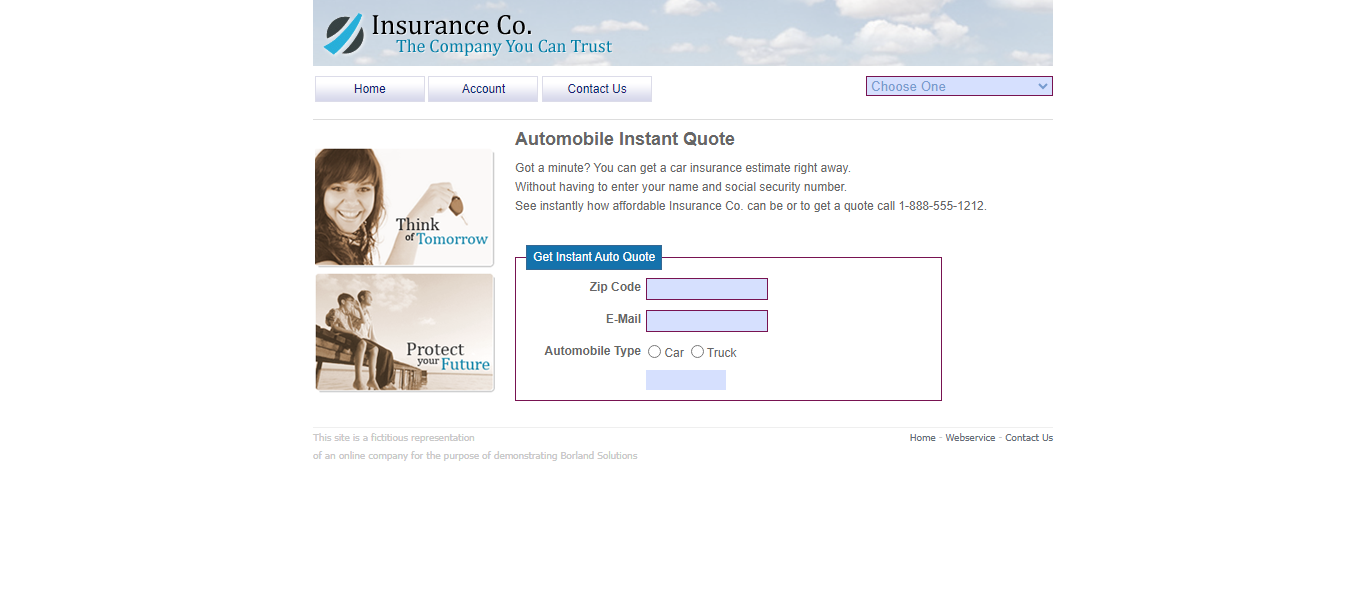 Insurance Co.
The Company You Can Trust
Home
Account
Contact Us
Choose One
Think
of Tomorrow
Protect
your Future
Automobile Instant Quote
Got a minute? You can get a car insurance estimate right away.
Without having to enter your name and social security number.
See instantly how affordable Insurance Co. can be or to get a quote call 1-888-555-1212.
Get Instant Auto Quote
Zip Code
E-Mail
Automobile Type Car Truck
This site is a fictitious representation
of an online company for the purpose of demonstrating Borland Solutions
Home - Webservice - Contact Us